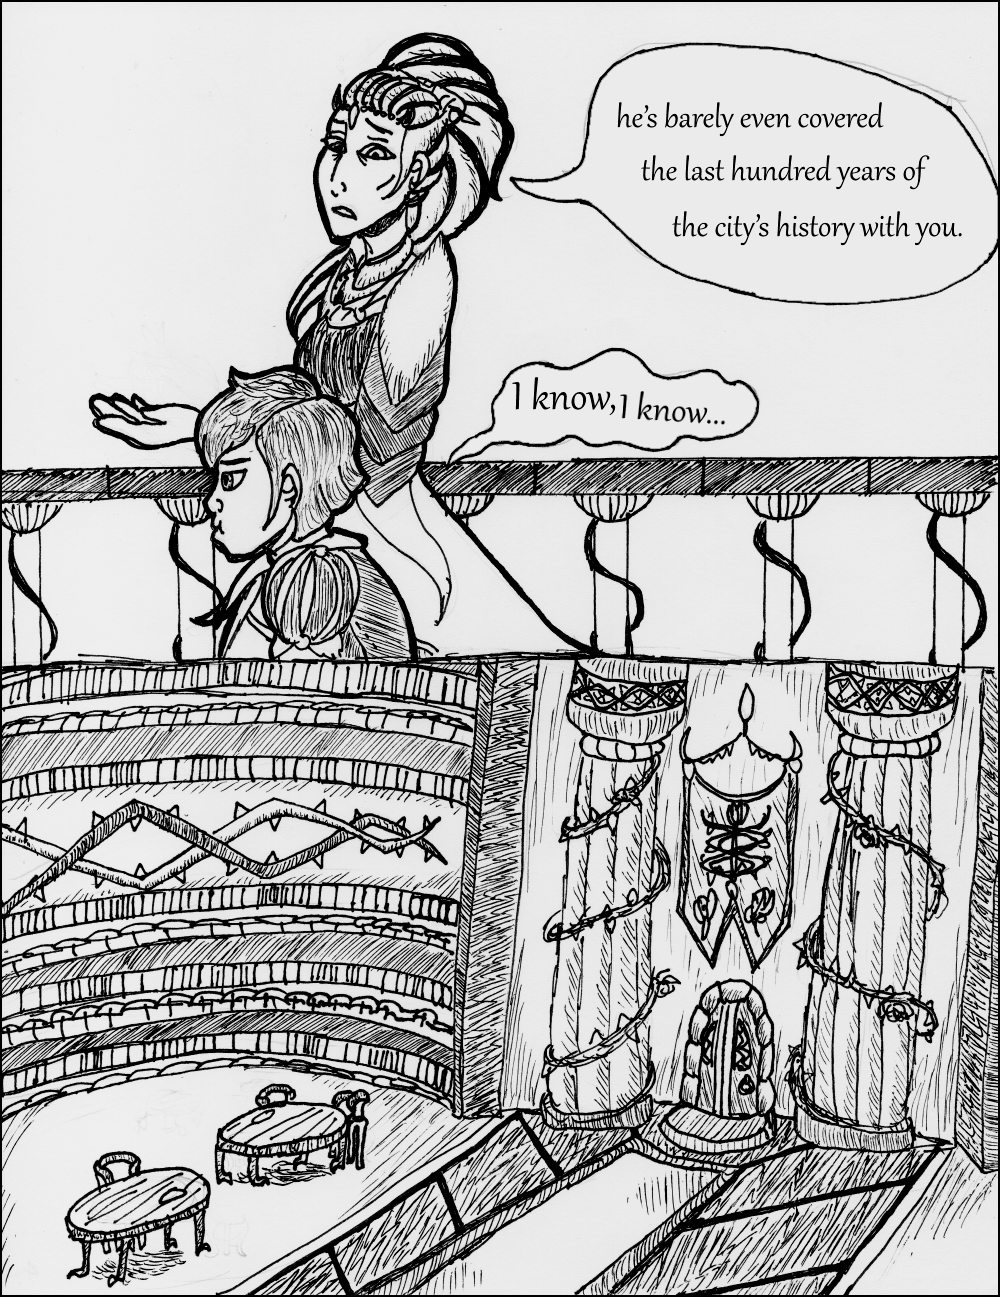 he's barely even covered
the last hundred years of
the city's history with you.
I know, I know...